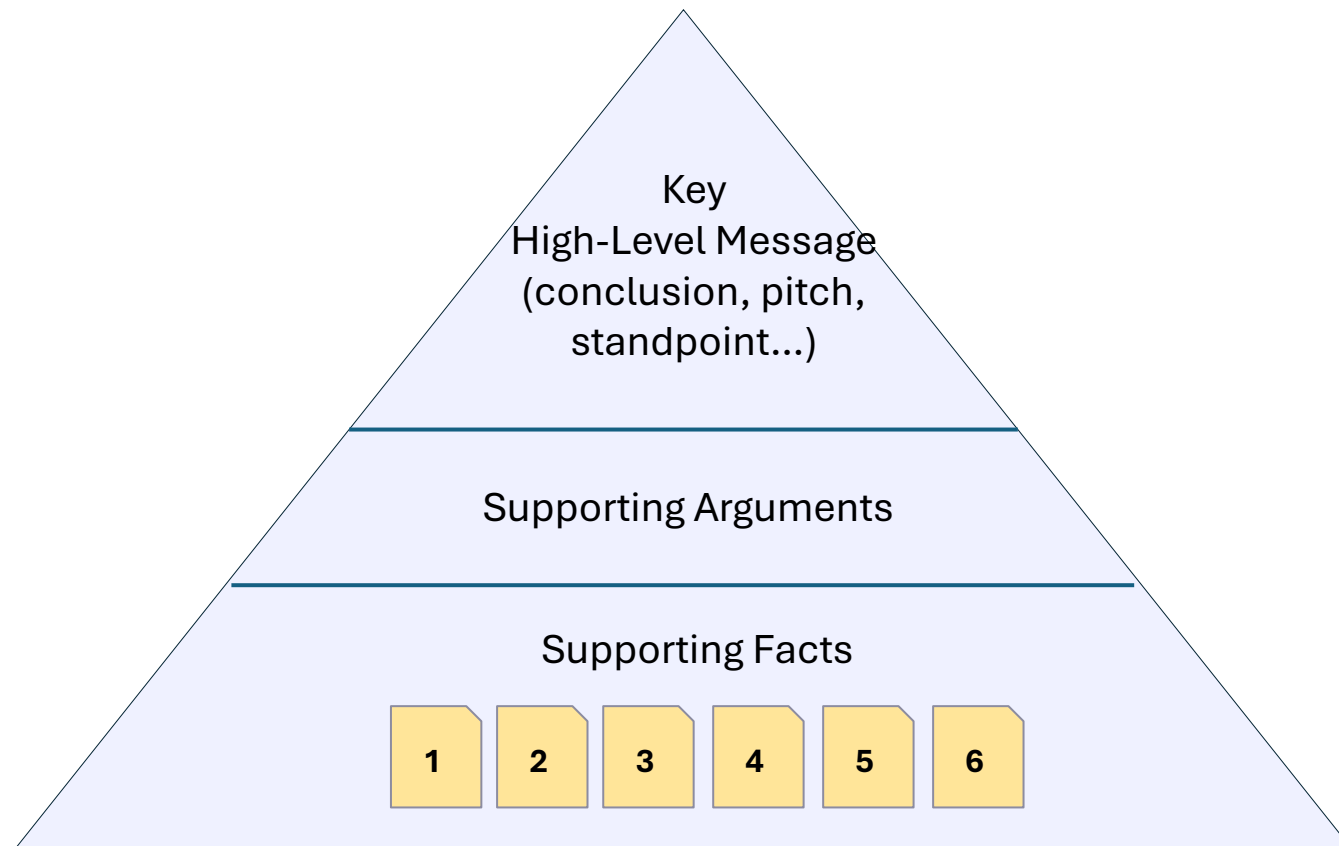 Key
High-Level Message
(conclusion, pitch,
standpoint...)
Supporting Arguments
Supporting Facts
1 2 3 4 5 6